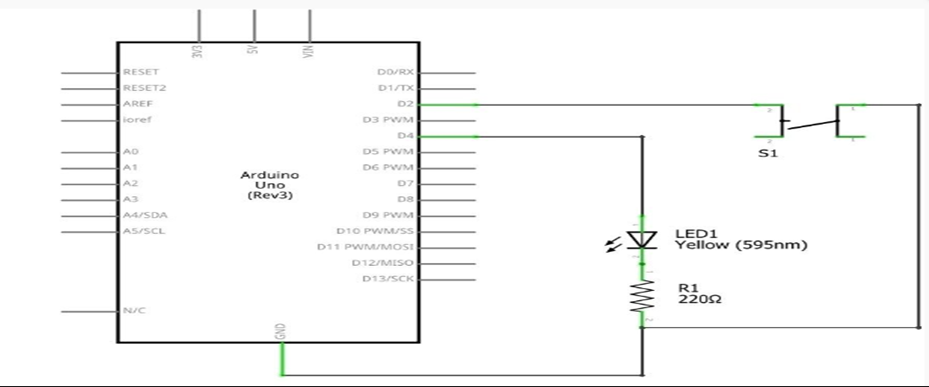 3V3
5V
VIN
RESET
RESET2
AREF
ioref
A0
A1
A2
A3
A4/SDA
A5/SCL
N/C
Arduino
Uno
(Rev3)
D0/RX
D1/TX
D2
D3 PWM
D4
D5 PWM
D6 PWM
D7
D8
D9 PWM
D10 PWM/SS
D11 PWM/MOSI
D12/MISO
D13/SCK
GND
S1
LED1
Yellow (595nm)
R1
220Ω